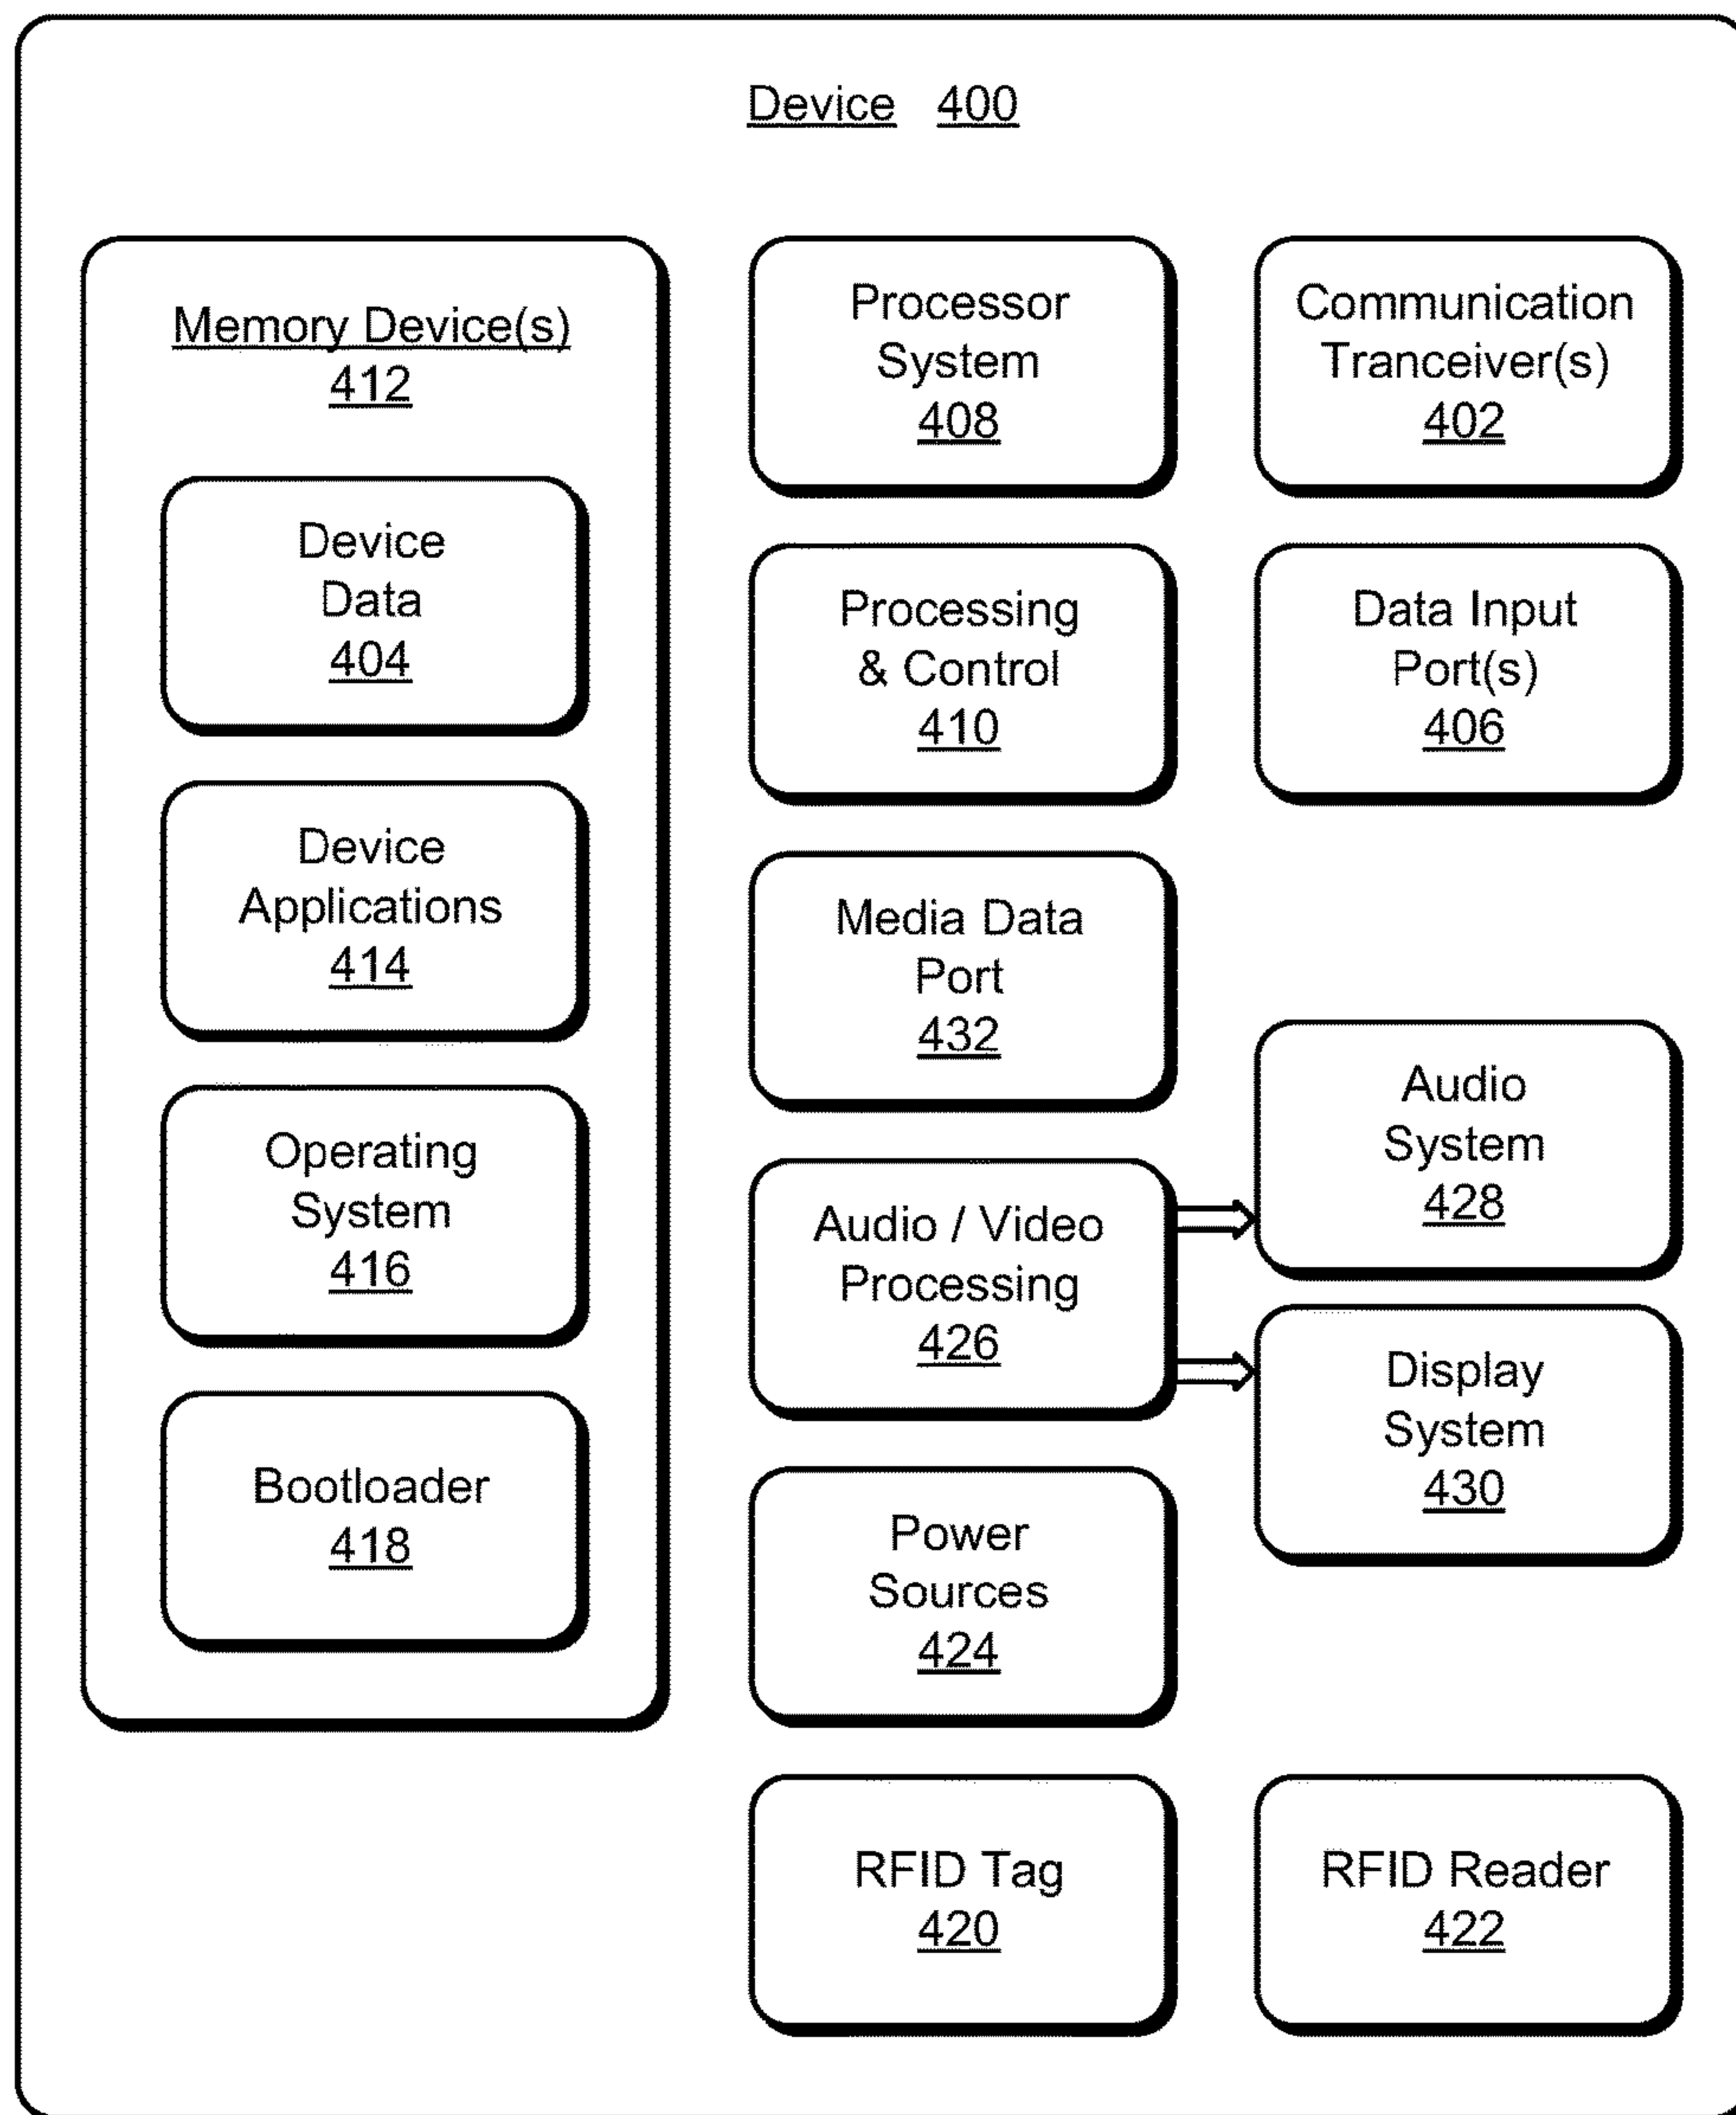 Device 400
Memory Device(s)
412
Device
Data
404
Device
Applications
414
Operating
System
416
Bootloader
418
Processor
System
408
Processing
& Control
410
Media Data
Port
432
Audio / Video
Processing
426
Power
Sources
424
RFID Tag
420
Communication
Tranceiver(s)
402
Data Input
Port(s)
406
Audio
System
428
Display
System
430
RFID Reader
422